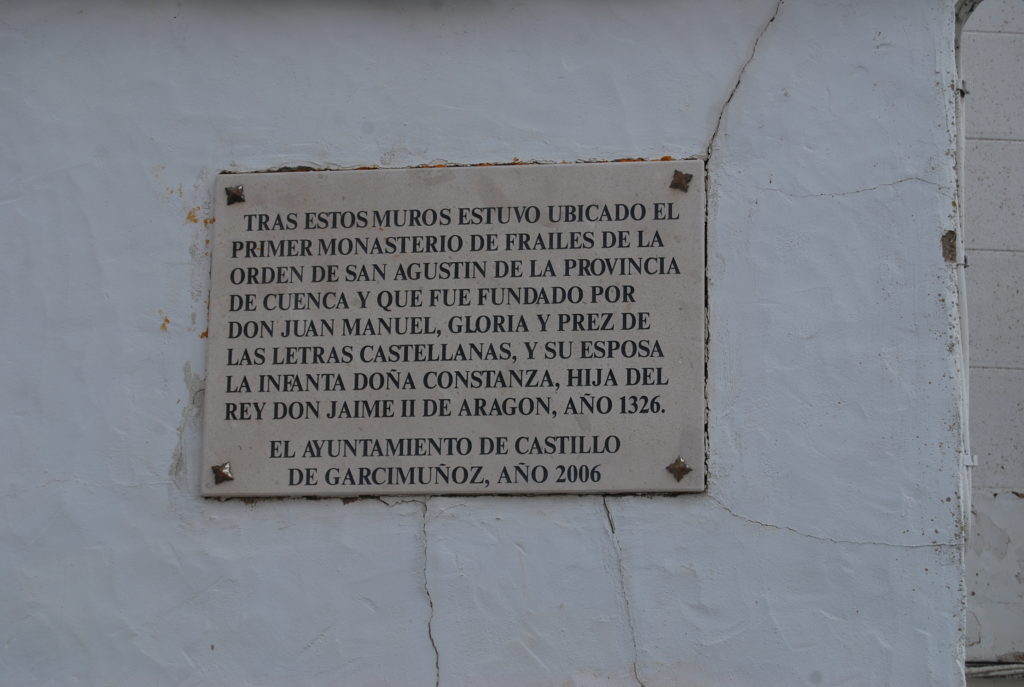 TRAS ESTOS MUROS ESTUVO UBICADO EL
PRIMER MONASTERIO DE FRAILES DE LA
ORDEN DE SAN AGUSTIN DE LA PROVINCIA
DE CUENCA Y QUE FUE FUNDADO POR
DON JUAN MANUEL, GLORIA Y PREZ DE
LAS LETRAS CASTELLANAS, Y SU ESPOSA
LA INFANTA DOÑA CONSTANZA, HIJA DEL
REY DON JAIME II DE ARAGON, AÑO 1326.
EL AYUNTAMIENTO DE CASTILLO
DE GARCIMUÑOZ, AÑO 2006